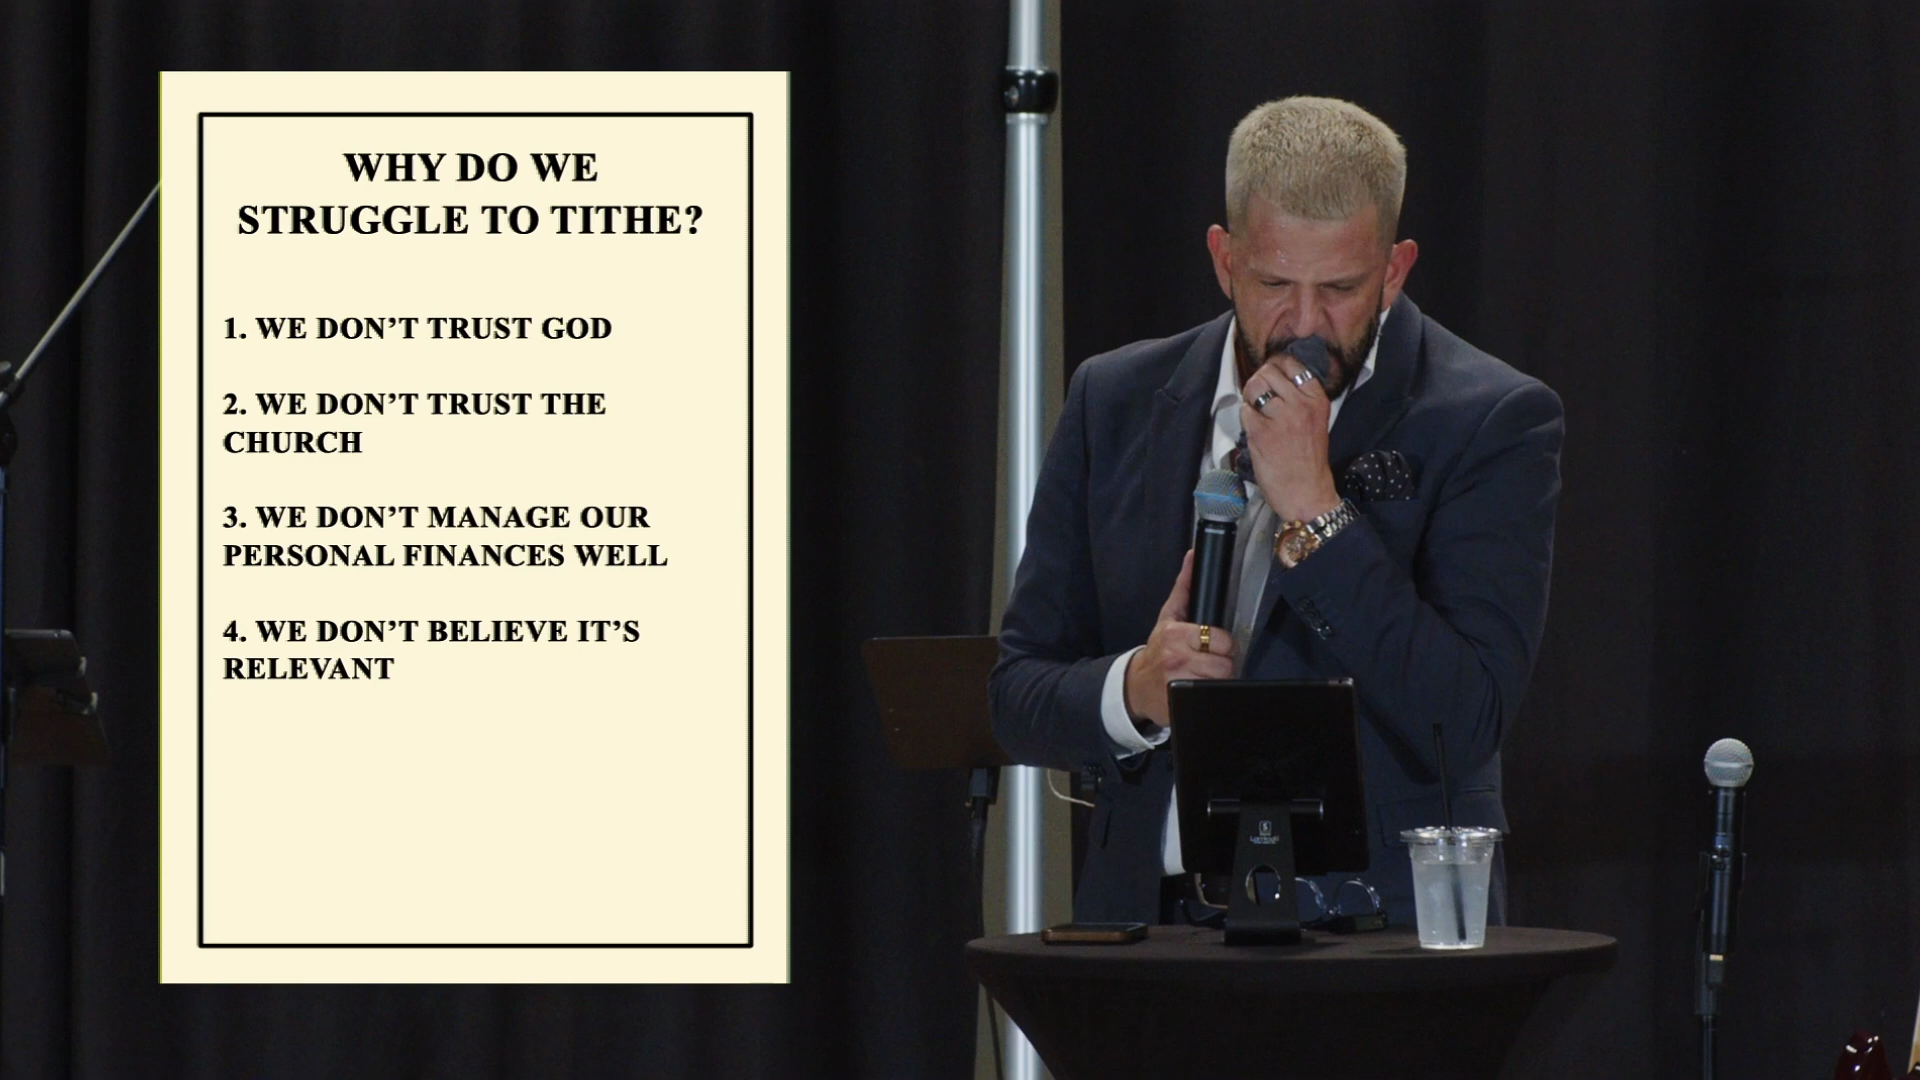 WHY DO WE
STRUGGLE TO TITHE?
1. WE DON'T TRUST GOD
2. WE DON'T TRUST THE
CHURCH
3. WE DON'T MANAGE OUR
PERSONAL FINANCES WELL
4. WE DON'T BELIEVE IT'S
RELEVANT